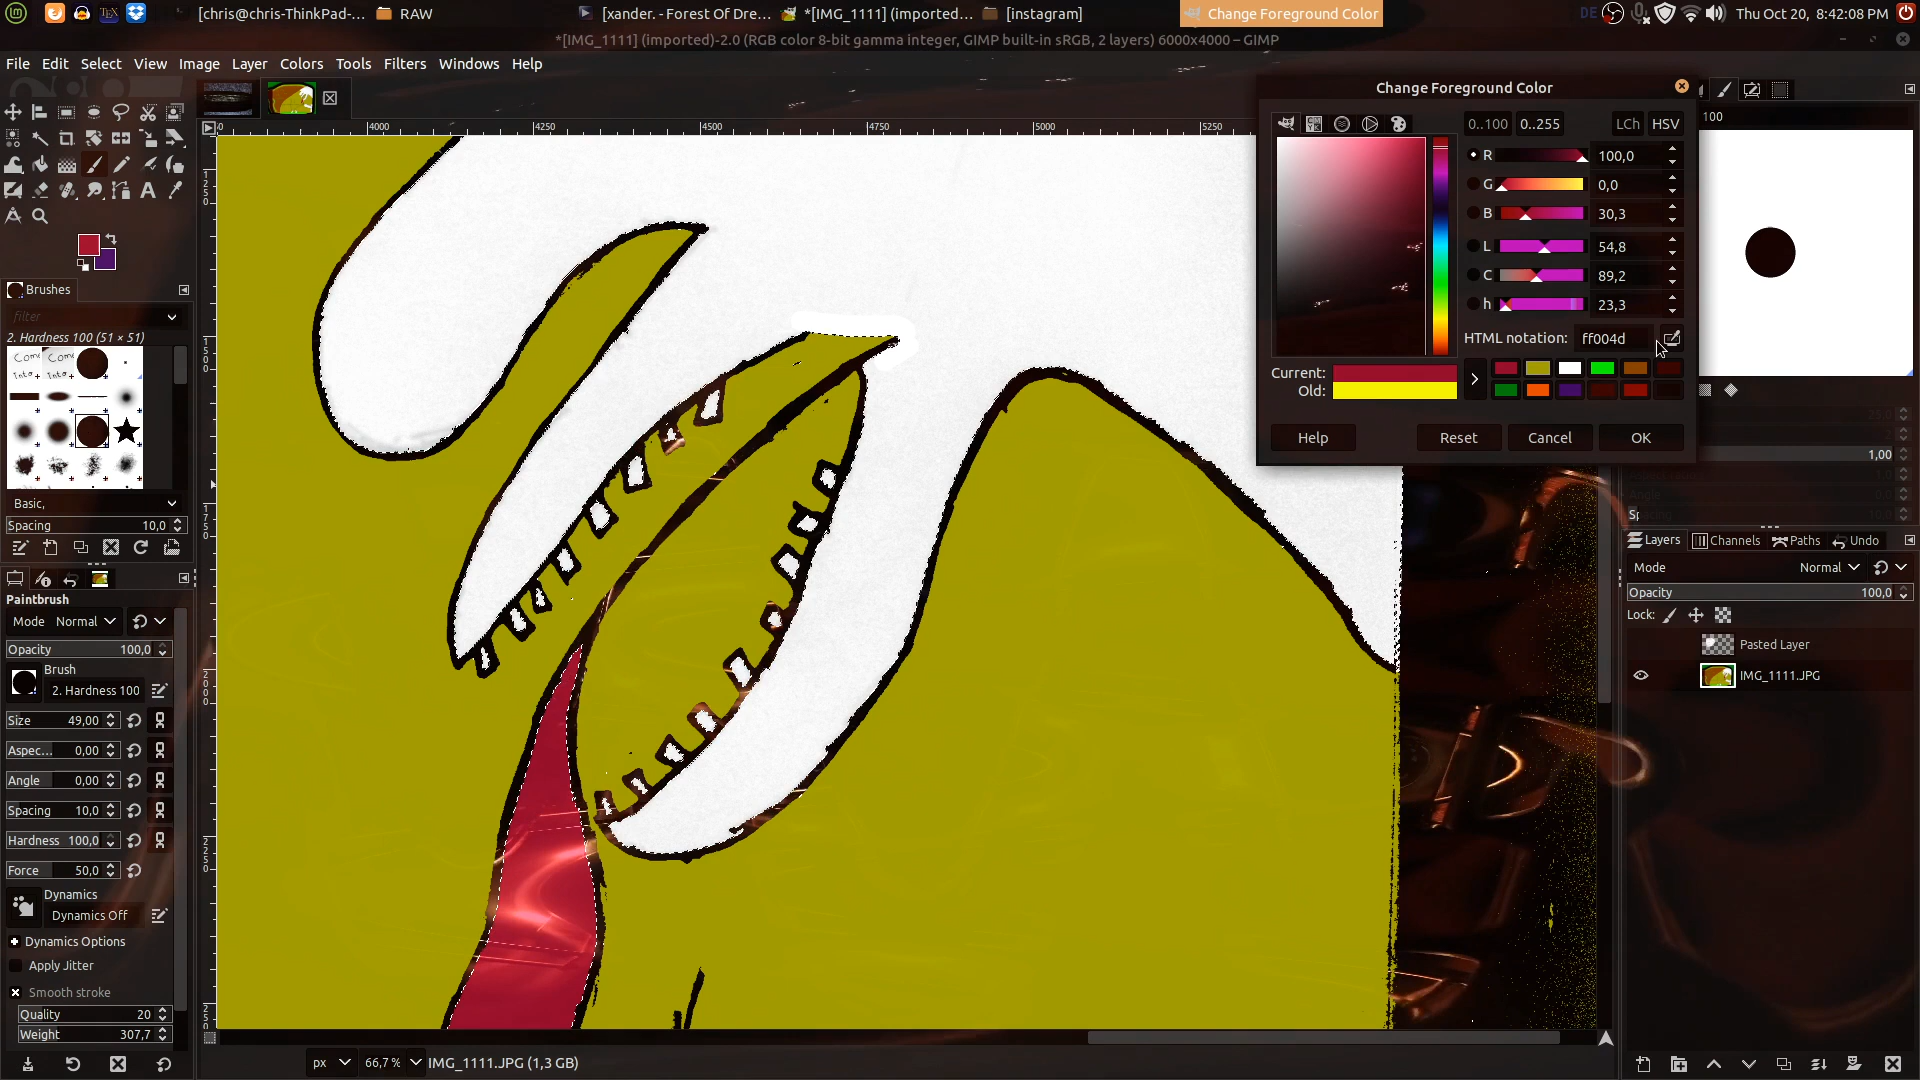 [chris@chris-ThinkPad-... RAW [xander. - Forest Of Dre... *[IMG_1111] (imported... [instagram] Change Foreground Color DE Thu Oct 20, 8:42:08 PM
*[IMG_1111] (imported)-2.0 (RGB color 8-bit gamma integer, GIMP built-in sRGB, 2 layers) 6000x4000 – GIMP
File Edit Select View Image Layer Colors Tools Filters Windows Help
Change Foreground Color
4000 4250 4500 4750 5000 5250
0..100 0..255 LCh HSV
100
R 100,0
G 0,0
B 30,3
L 54,8
C 89,2
h 23,3
HTML notation: ff004d
Current:
Old:
Help Reset Cancel OK
Brushes
filter
2. Hardness 100 (51 × 51)
Basic,
Spacing 10,0
Paintbrush
Mode Normal
Opacity 100,0
Brush
2. Hardness 100
Size 49,00
Aspec... 0,00
Angle 0,00
Spacing 10,0
Hardness 100,0
Force 50,0
Dynamics
Dynamics Off
Dynamics Options
Apply Jitter
Smooth stroke
Quality 20
Weight 307,7
1,00
Layers Channels Paths Undo
Mode Normal
Opacity 100,0
Lock:
Pasted Layer
IMG_1111.JPG
px 66,7 % IMG_1111.JPG (1,3 GB)